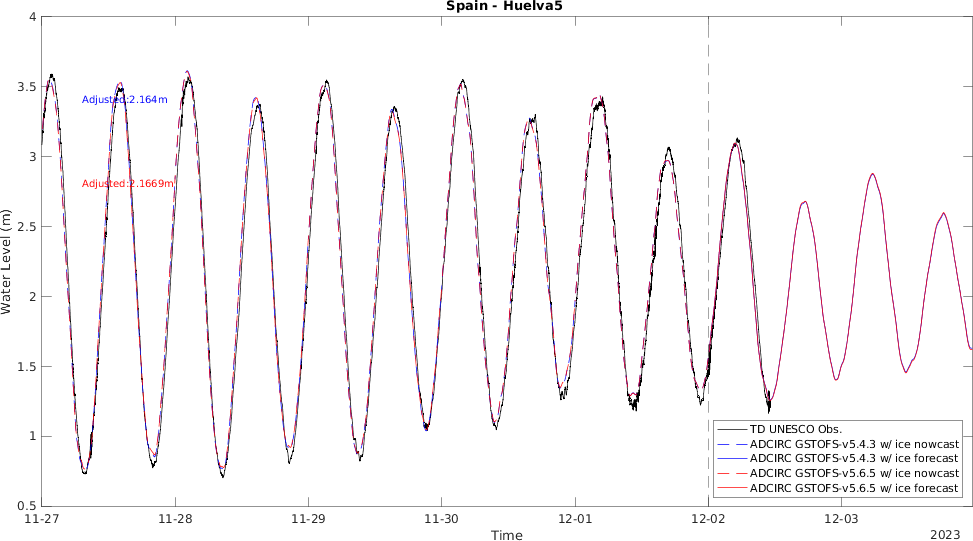 Spain - Huelva5
4
3.5
3
2.5
2
1.5
1
0.5
Water Level (m)
Adjusted:2.164m
Adjusted:2.1669m
TD UNESCO Obs.
ADCIRC GSTOFS-v5.4.3 w/ ice nowcast
ADCIRC GSTOFS-v5.4.3 w/ ice forecast
ADCIRC GSTOFS-v5.6.5 w/ ice nowcast
ADCIRC GSTOFS-v5.6.5 w/ ice forecast
11-27 11-28 11-29 11-30 12-01 12-02 12-03
Time
2023